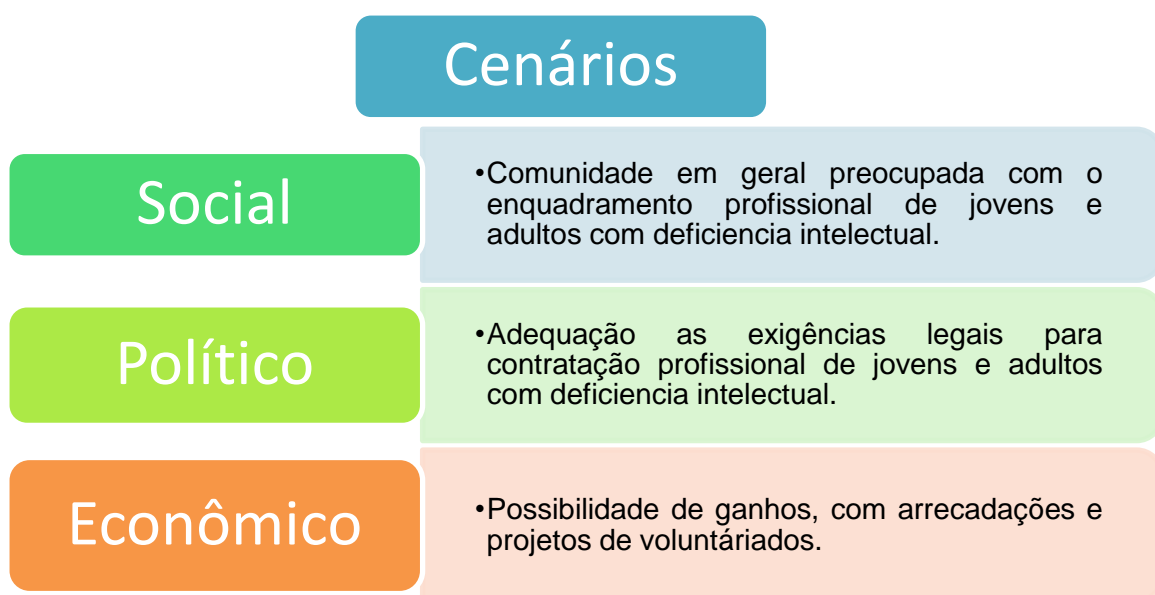 Cenários
Social
•Comunidade em geral preocupada com o
enquadramento profissional de jovens e
adultos com deficiencia intelectual.
Político
•Adequação as exigências legais para
contratação profissional de jovens e adultos
com deficiencia intelectual.
Econômico
•Possibilidade de ganhos, com arrecadações e
projetos de voluntáriados.